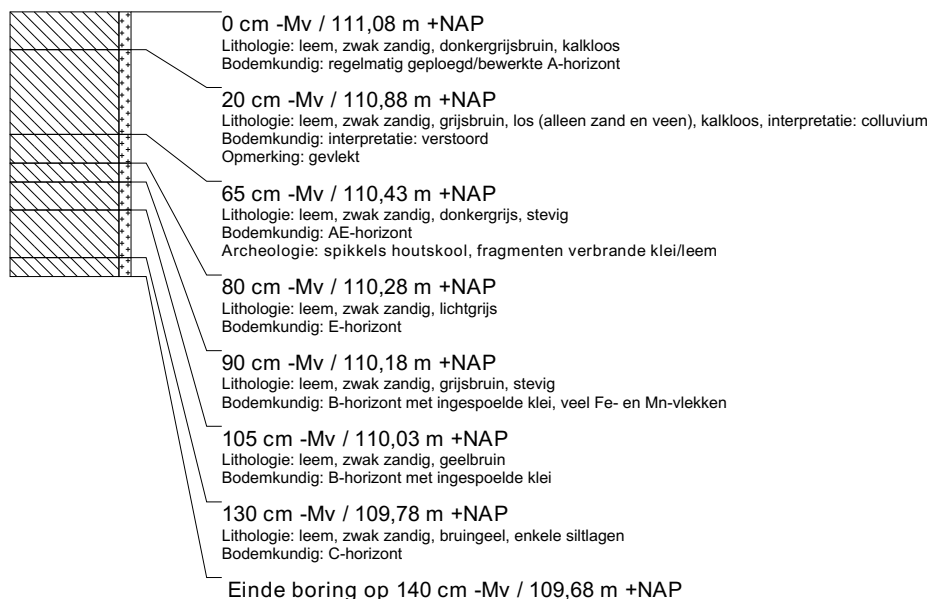 0 cm -Mv / 111,08 m +NAP
Lithologie: leem, zwak zandig, donkergrijsbruin, kalkloos
Bodemkundig: regelmatig geploegd/bewerkte A-horizont
20 cm -Mv / 110,88 m +NAP
Lithologie: leem, zwak zandig, grijsbruin, los (alleen zand en veen), kalkloos, interpretatie: colluvium
Bodemkundig: interpretatie: verstoord
Opmerking: gevlekt
65 cm -Mv / 110,43 m +NAP
Lithologie: leem, zwak zandig, donkergrijs, stevig
Bodemkundig: AE-horizont
Archeologie: spikkels houtskool, fragmenten verbrande klei/leem
80 cm -Mv / 110,28 m +NAP
Lithologie: leem, zwak zandig, lichtgrijs
Bodemkundig: E-horizont
90 cm -Mv / 110,18 m +NAP
Lithologie: leem, zwak zandig, grijsbruin, stevig
Bodemkundig: B-horizont met ingespoelde klei, veel Fe- en Mn-vlekken
105 cm -Mv / 110,03 m +NAP
Lithologie: leem, zwak zandig, geelbruin
Bodemkundig: B-horizont met ingespoelde klei
130 cm -Mv / 109,78 m +NAP
Lithologie: leem, zwak zandig, bruingeel, enkele siltlagen
Bodemkundig: C-horizont
Einde boring op 140 cm -Mv / 109,68 m +NAP